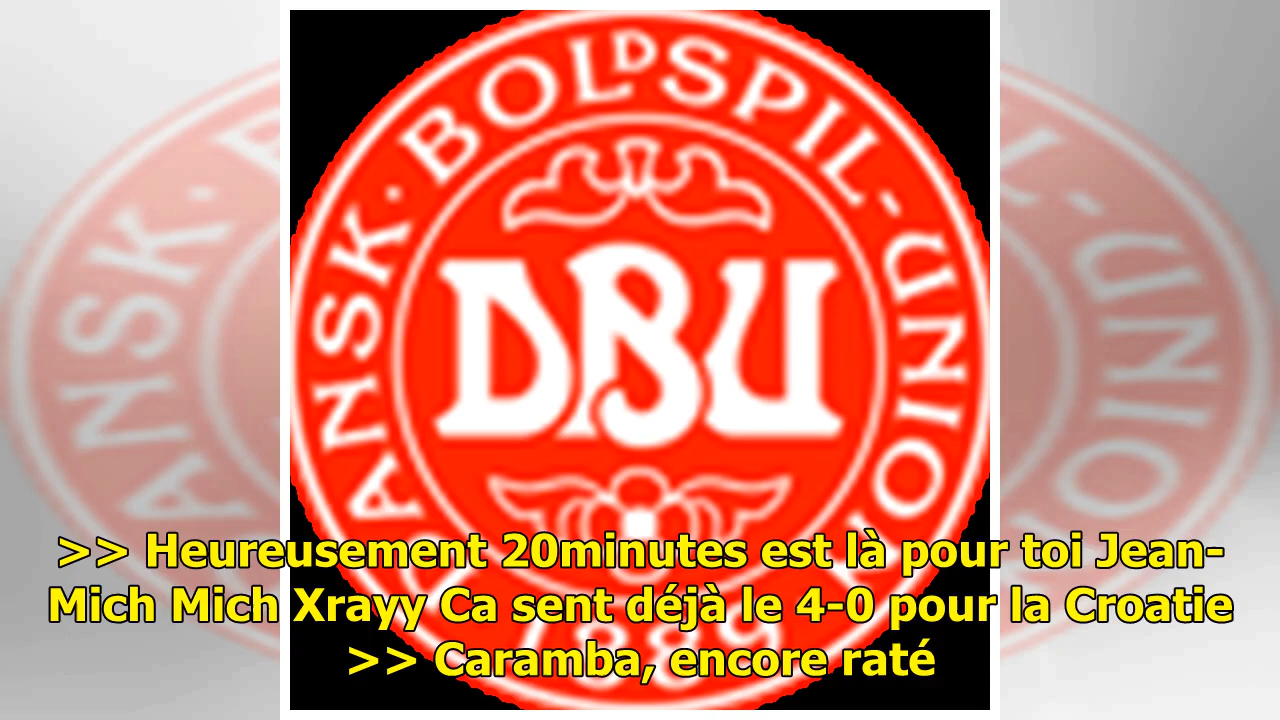 DANSK · BOLDSPIL-UNION
DBU
1889
>> Heureusement 20minutes est là pour toi Jean-
Mich Mich Xrayy Ca sent déjà le 4-0 pour la Croatie
>> Caramba, encore raté